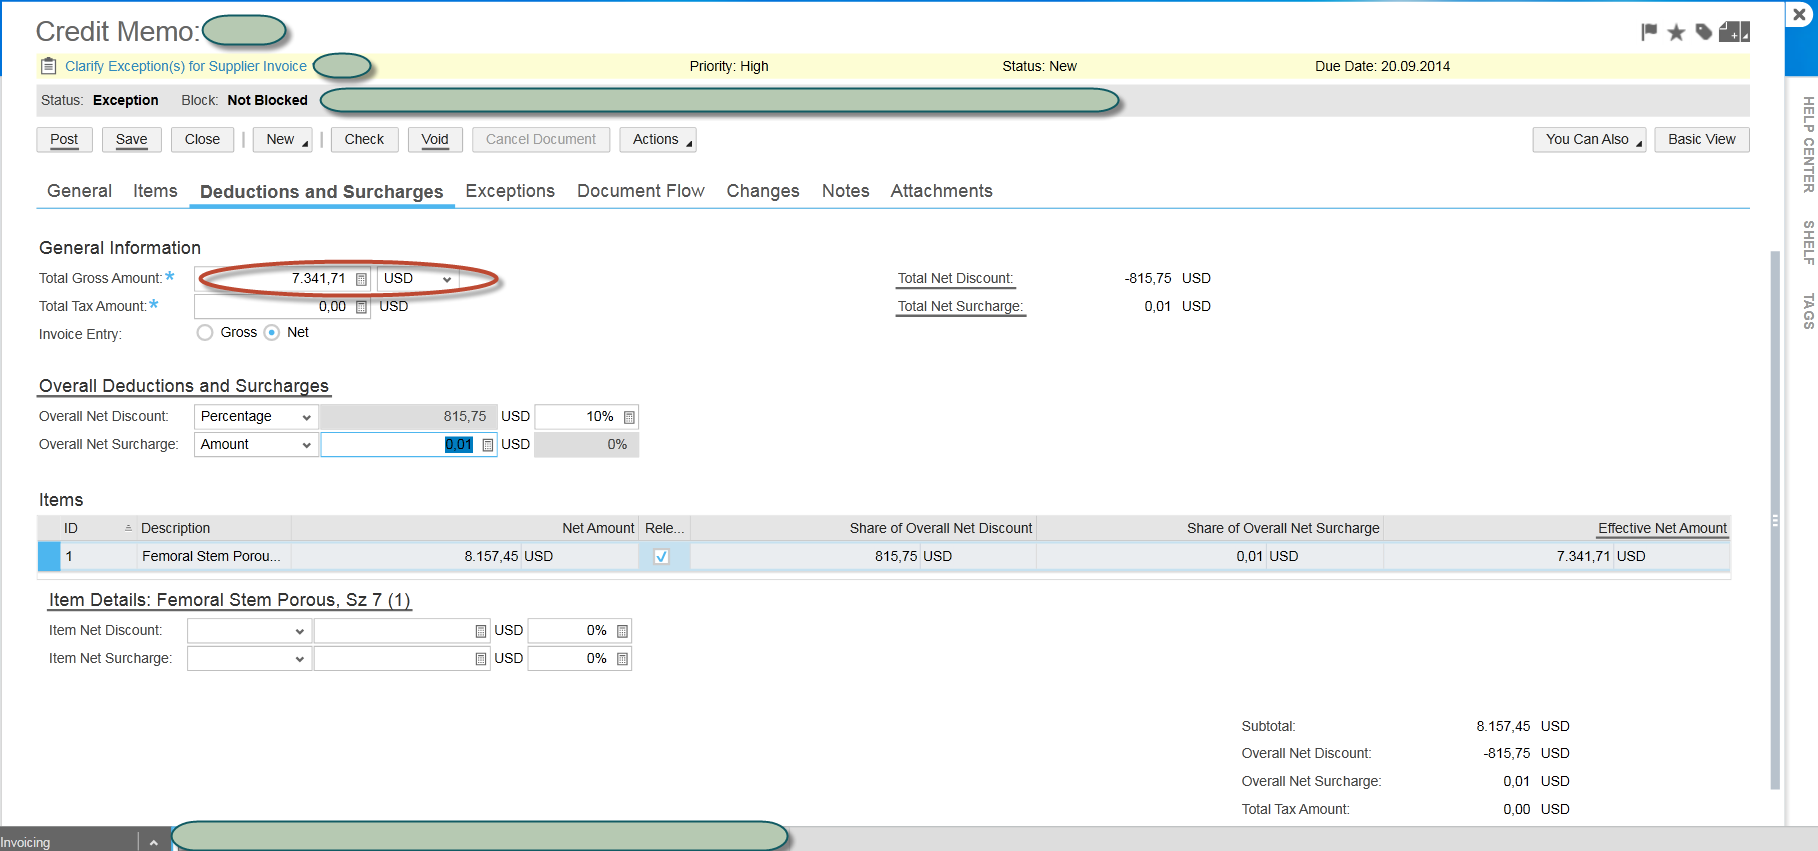 Credit Memo:
Clarify Exception(s) for Supplier Invoice Priority: High Status: New Due Date: 20.09.2014
Status: Exception Block: Not Blocked
Post Save Close New Check Void Cancel Document Actions You Can Also Basic View
General Items Deductions and Surcharges Exceptions Document Flow Changes Notes Attachments
General Information
Total Gross Amount:* 7.341,71 USD Total Net Discount: -815,75 USD
Total Tax Amount:* 0,00 USD Total Net Surcharge: 0,01 USD
Invoice Entry: Gross Net
Overall Deductions and Surcharges
Overall Net Discount: Percentage 815,75 USD 10%
Overall Net Surcharge: Amount 0,01 USD 0%
Items
ID Description Net Amount Rele... Share of Overall Net Discount Share of Overall Net Surcharge Effective Net Amount
1 Femoral Stem Porou... 8.157,45 USD 815,75 USD 0,01 USD 7.341,71 USD
Item Details: Femoral Stem Porous, Sz 7 (1)
Item Net Discount: USD 0%
Item Net Surcharge: USD 0%
Subtotal: 8.157,45 USD
Overall Net Discount: -815,75 USD
Overall Net Surcharge: 0,01 USD
Total Tax Amount: 0,00 USD
Invoicing
HELP CENTER
SHELF
TAGS